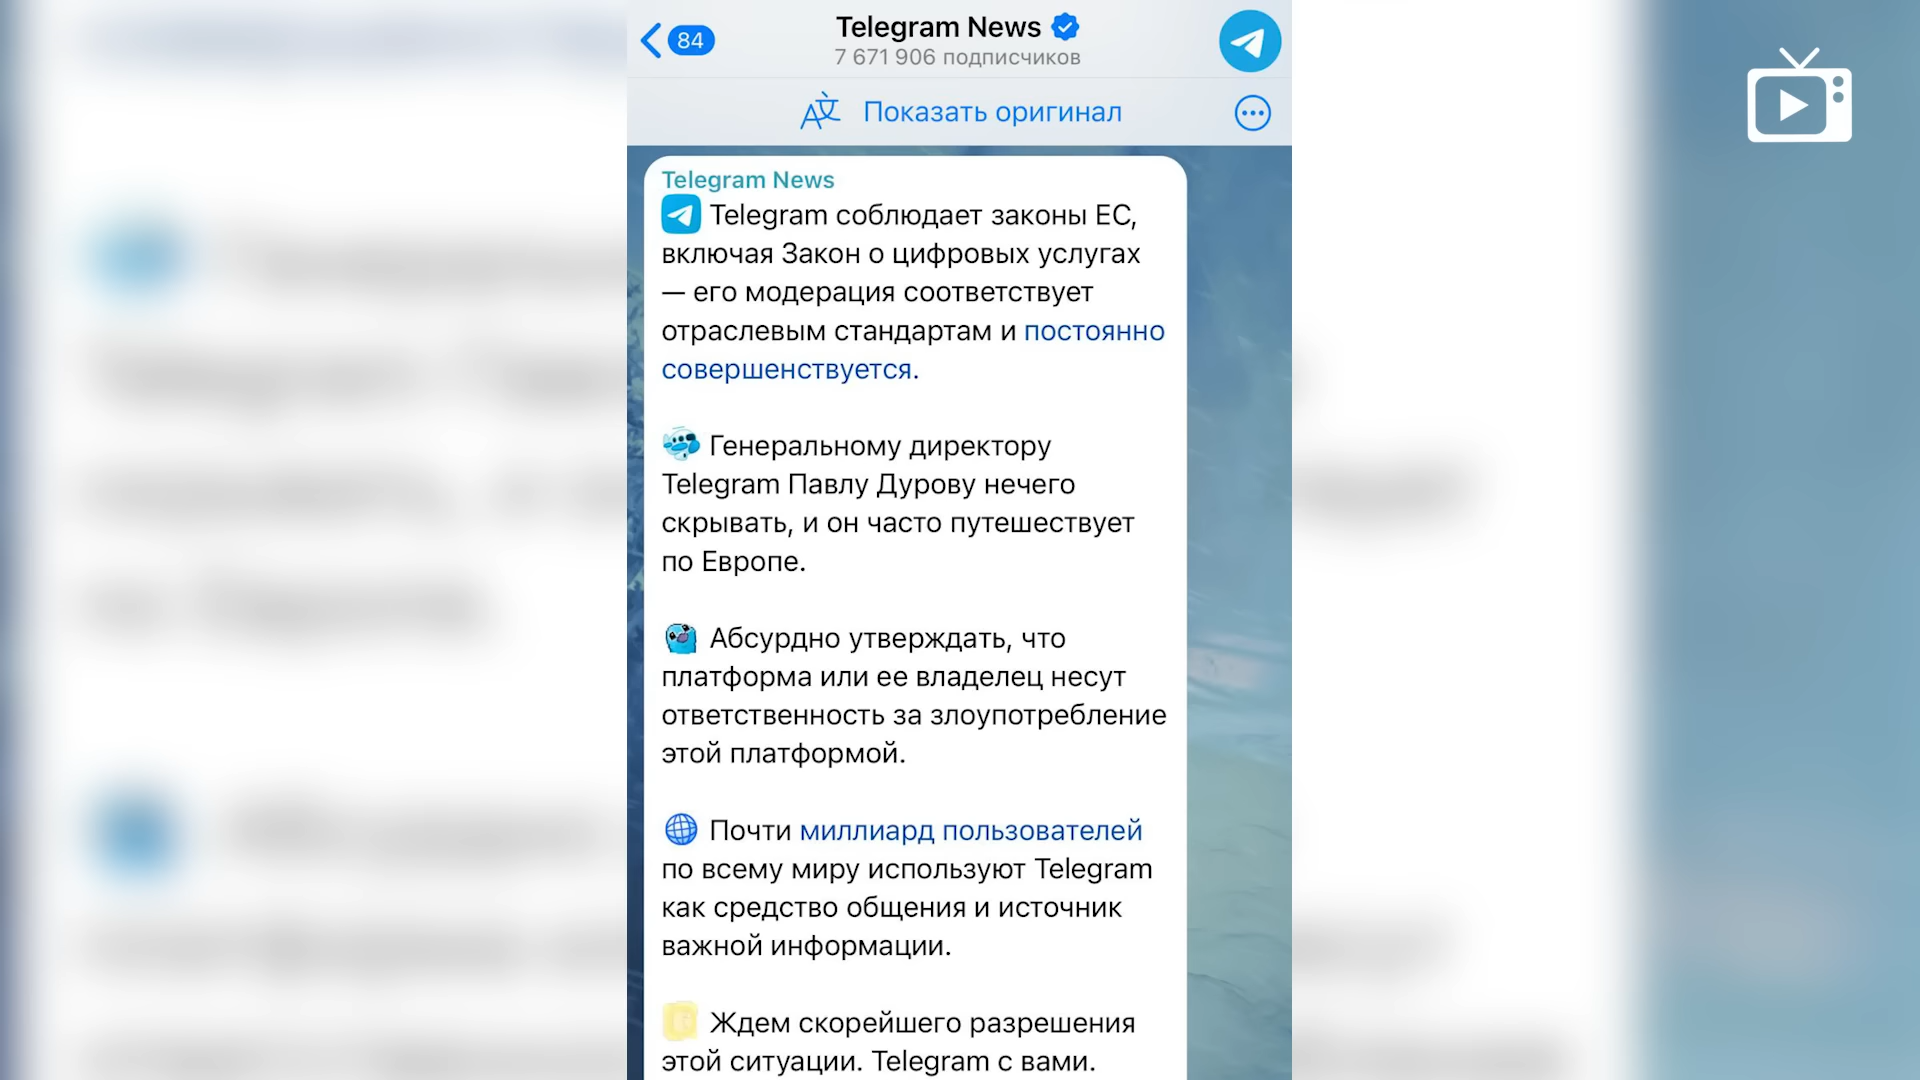 84
Telegram News
7 671 906 подписчиков
Показать оригинал
Telegram News
Telegram соблюдает законы ЕС,
включая Закон о цифровых услугах
— его модерация соответствует
отраслевым стандартам и постоянно
совершенствуется.
Генеральному директору
Telegram Павлу Дурову нечего
скрывать, и он часто путешествует
по Европе.
Абсурдно утверждать, что
платформа или ее владелец несут
ответственность за злоупотребление
этой платформой.
Почти миллиард пользователей
по всему миру используют Telegram
как средство общения и источник
важной информации.
Ждем скорейшего разрешения
этой ситуации. Telegram с вами.